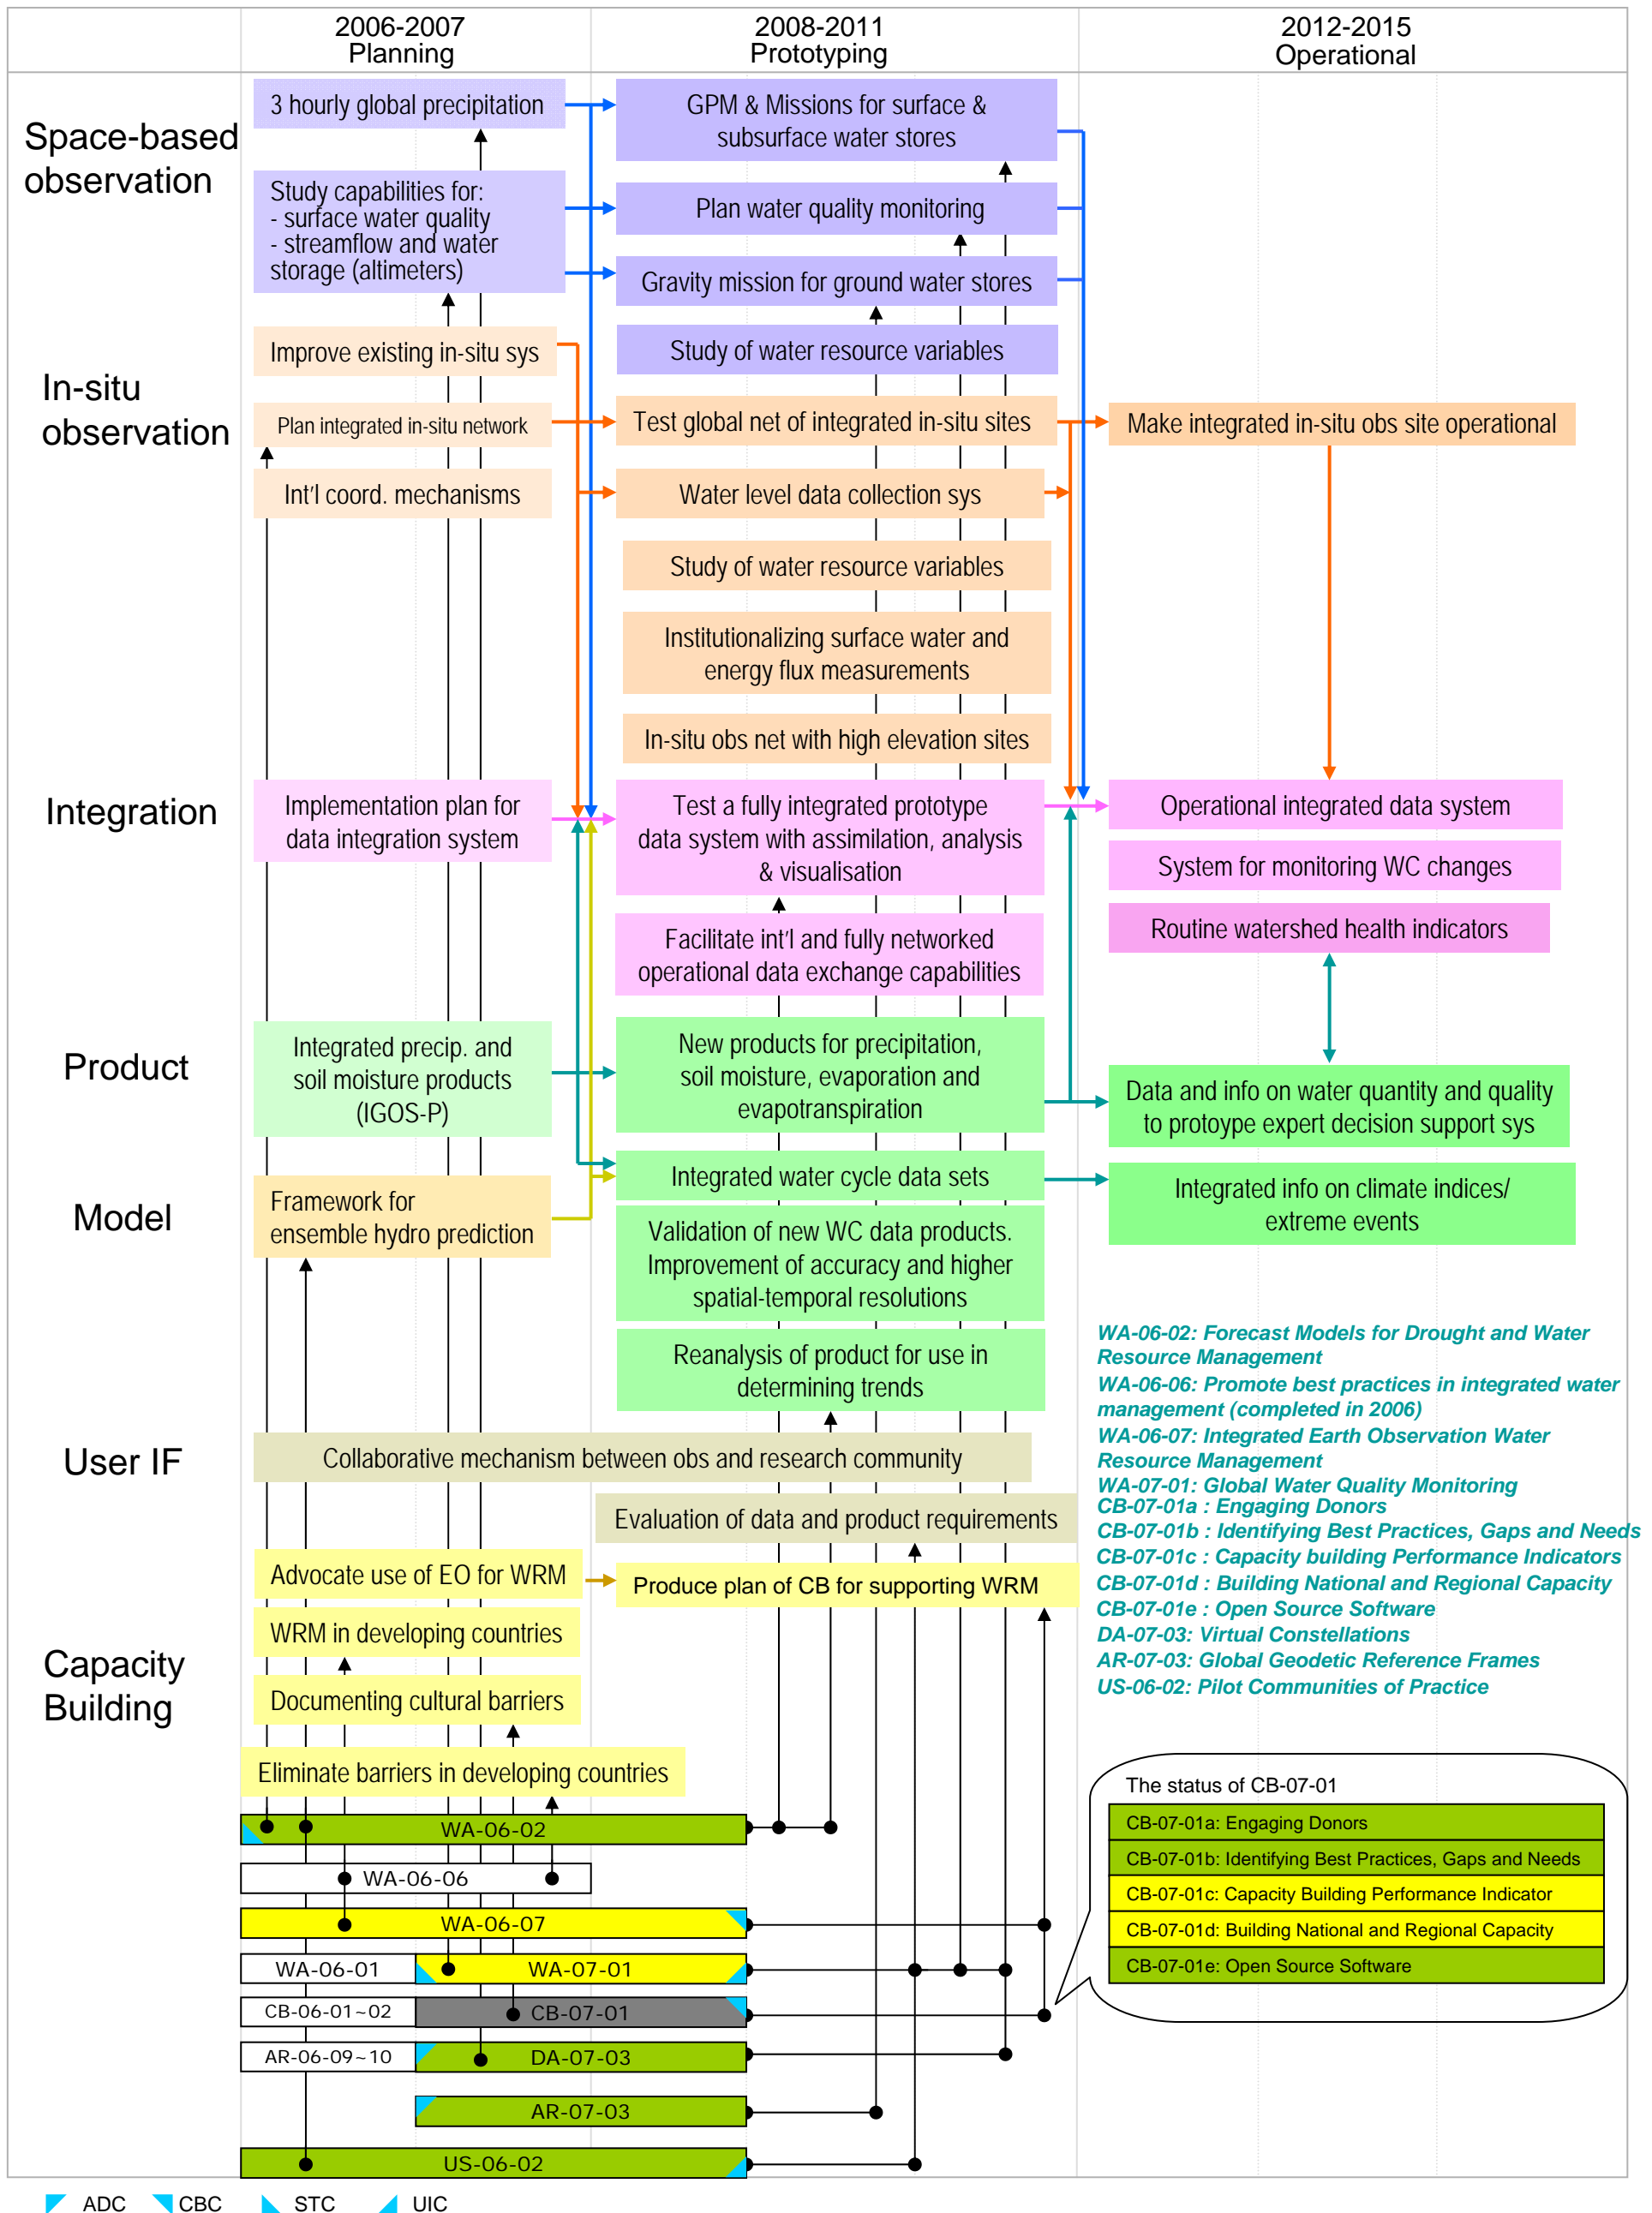 2006-2007
Planning
2008-2011
Prototyping
2012-2015
Operational
Space-based
observation
3 hourly global precipitation
GPM & Missions for surface &
subsurface water stores
Study capabilities for:
- surface water quality
- streamflow and water
storage (altimeters)
Plan water quality monitoring
Gravity mission for ground water stores
Study of water resource variables
In-situ
observation
Improve existing in-situ sys
Plan integrated in-situ network
Int'l coord. mechanisms
Test global net of integrated in-situ sites
Water level data collection sys
Study of water resource variables
Institutionalizing surface water and
energy flux measurements
In-situ obs net with high elevation sites
Make integrated in-situ obs site operational
Integration
Implementation plan for
data integration system
Test a fully integrated prototype
data system with assimilation, analysis
& visualisation
Facilitate int'l and fully networked
operational data exchange capabilities
Operational integrated data system
System for monitoring WC changes
Routine watershed health indicators
Product
Integrated precip. and
soil moisture products
(IGOS-P)
New products for precipitation,
soil moisture, evaporation and
evapotranspiration
Data and info on water quantity and quality
to protoype expert decision support sys
Integrated water cycle data sets
Integrated info on climate indices/
extreme events
Model
Framework for
ensemble hydro prediction
Validation of new WC data products.
Improvement of accuracy and higher
spatial-temporal resolutions
Reanalysis of product for use in
determining trends
User IF
Collaborative mechanism between obs and research community
Evaluation of data and product requirements
Capacity
Building
Advocate use of EO for WRM
Produce plan of CB for supporting WRM
WRM in developing countries
Documenting cultural barriers
Eliminate barriers in developing countries
WA-06-02: Forecast Models for Drought and Water
Resource Management
WA-06-06: Promote best practices in integrated water
management (completed in 2006)
WA-06-07: Integrated Earth Observation Water
Resource Management
WA-07-01: Global Water Quality Monitoring
CB-07-01a : Engaging Donors
CB-07-01b : Identifying Best Practices, Gaps and Needs
CB-07-01c : Capacity building Performance Indicators
CB-07-01d : Building National and Regional Capacity
CB-07-01e : Open Source Software
DA-07-03: Virtual Constellations
AR-07-03: Global Geodetic Reference Frames
US-06-02: Pilot Communities of Practice
The status of CB-07-01
CB-07-01a: Engaging Donors
CB-07-01b: Identifying Best Practices, Gaps and Needs
CB-07-01c: Capacity Building Performance Indicator
CB-07-01d: Building National and Regional Capacity
CB-07-01e: Open Source Software
WA-06-02
WA-06-06
WA-06-07
WA-06-01
WA-07-01
CB-06-01~02
CB-07-01
AR-06-09~10
DA-07-03
AR-07-03
US-06-02
ADC
CBC
STC
UIC